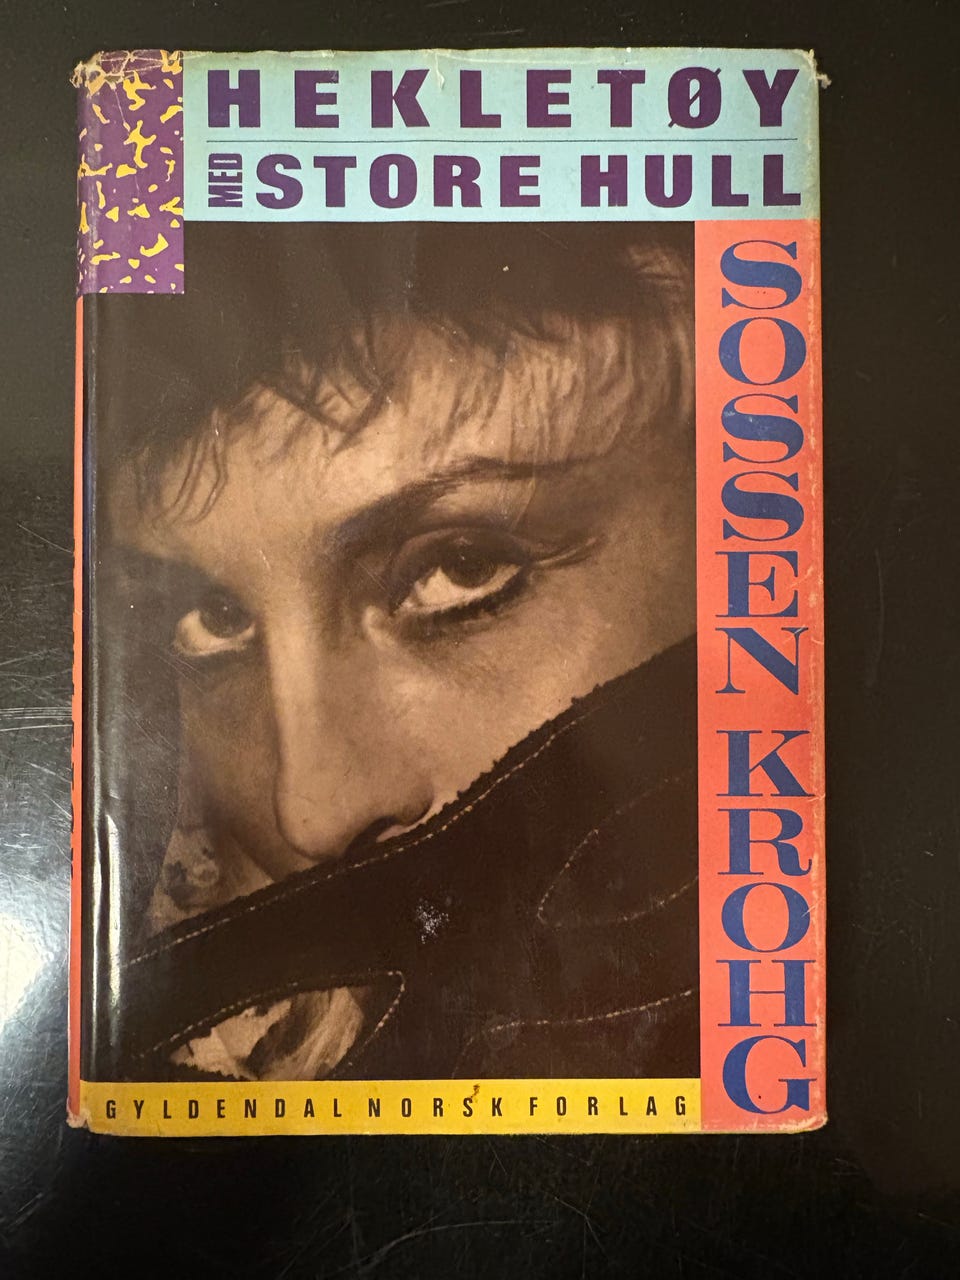 HEKLETØY
MED STORE HULL
SOSSEN KROHG
GYLDENDAL NORSK FORLAG